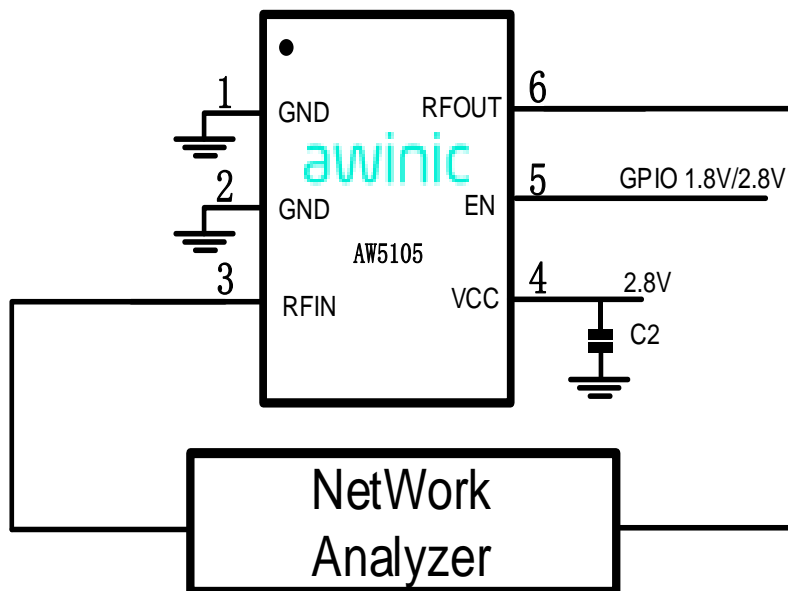 1
GND
RFOUT
6
awinic
2
GND
EN
5
GPIO 1.8V/2.8V
AW5105
3
RFIN
VCC
4
2.8V
C2
NetWork
Analyzer